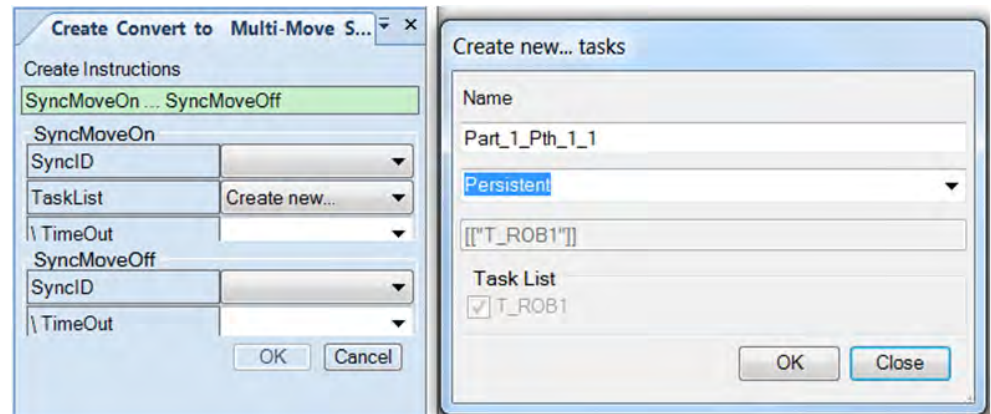 Create Convert to Multi-Move S...
Create Instructions
SyncMoveOn ... SyncMoveOff
SyncMoveOn
SyncID
TaskList Create new...
\ TimeOut
SyncMoveOff
SyncID
\ TimeOut
OK Cancel
Create new... tasks
Name
Part_1_Pth_1_1
Persistent
[["T_ROB1"]]
Task List
T_ROB1
OK Close